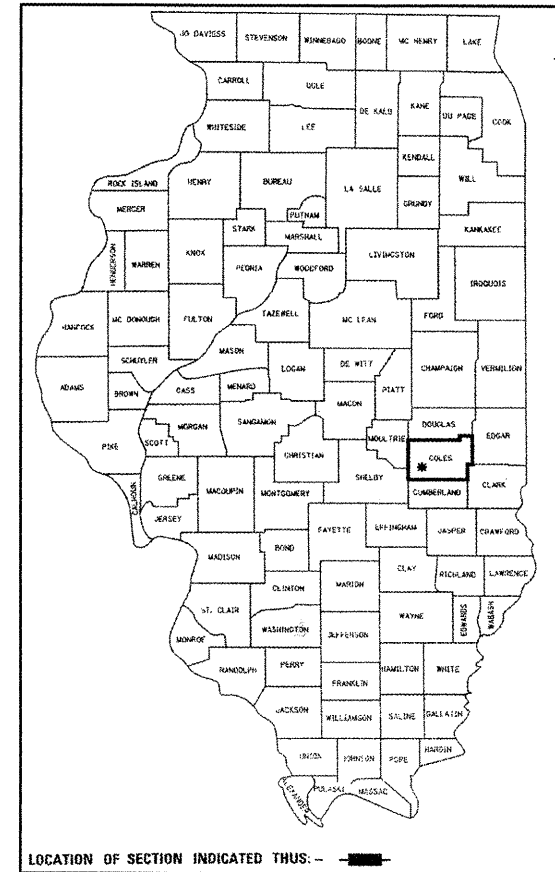 JO DAVIESS STEVENSON WINNEBAGO BOONE MC HENRY LAKE
CARROLL OGLE DE KALB KANE DU PAGE COOK
WHITESIDE LEE
KENDALL WILL
ROCK ISLAND HENRY BUREAU LA SALLE GRUNDY
MERCER PUTNAM KANKAKEE
HENDERSON WARREN KNOX STARK MARSHALL LIVINGSTON
PEORIA WOODFORD IROQUOIS
HANCOCK MC DONOUGH FULTON TAZEWELL MC LEAN FORD
SCHUYLER MASON LOGAN DE WITT CHAMPAIGN VERMILION
ADAMS BROWN CASS MENARD MACON PIATT
PIKE SCOTT MORGAN SANGAMON CHRISTIAN MOULTRIE DOUGLAS EDGAR
COLES
CALHOUN GREENE MACOUPIN MONTGOMERY SHELBY CUMBERLAND CLARK
JERSEY FAYETTE EFFINGHAM JASPER CRAWFORD
MADISON BOND CLAY RICHLAND LAWRENCE
CLINTON MARION
ST. CLAIR WAYNE EDWARDS WABASH
MONROE WASHINGTON JEFFERSON
RANDOLPH PERRY HAMILTON WHITE
FRANKLIN
JACKSON WILLIAMSON SALINE GALLATIN
UNION JOHNSON POPE HARDIN
ALEXANDER PULASKI MASSAC
LOCATION OF SECTION INDICATED THUS: -